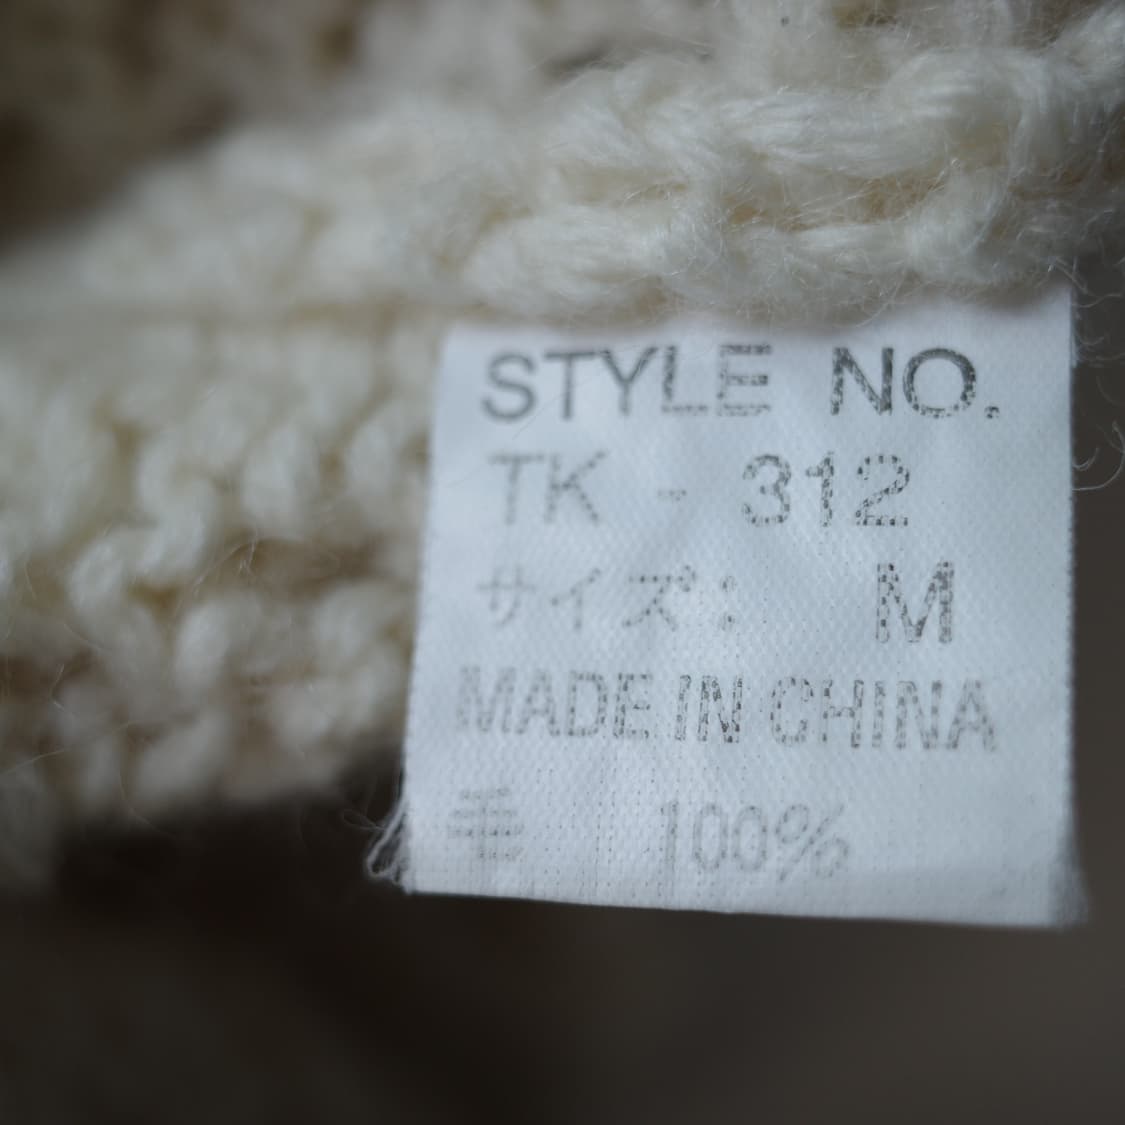 STYLE NO.
TK - 312
サイズ: M
MADE IN CHINA
毛 100%